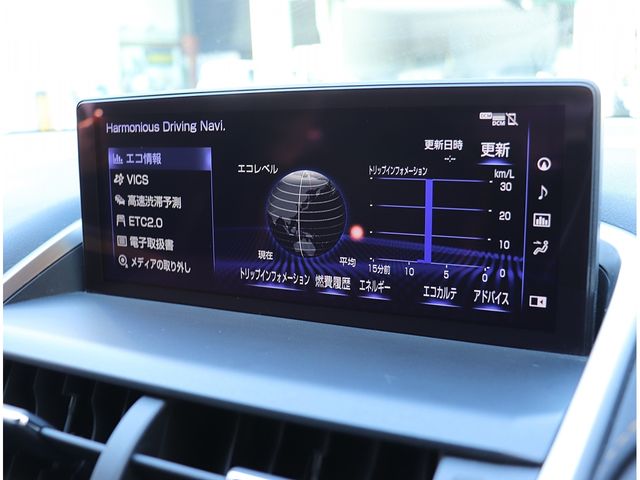 Harmonious Driving Navi.
DCM
DCM
エコ情報
VICS
高速渋滞予測
ETC2.0
電子取扱書
メディアの取り外し
エコレベル
現在
平均
更新日時
-:-
更新
トリップインフォメーション
km/L
30
20
10
0
15分前 10 5 0
トリップインフォメーション 燃費履歴 エネルギー エコカルテ アドバイス